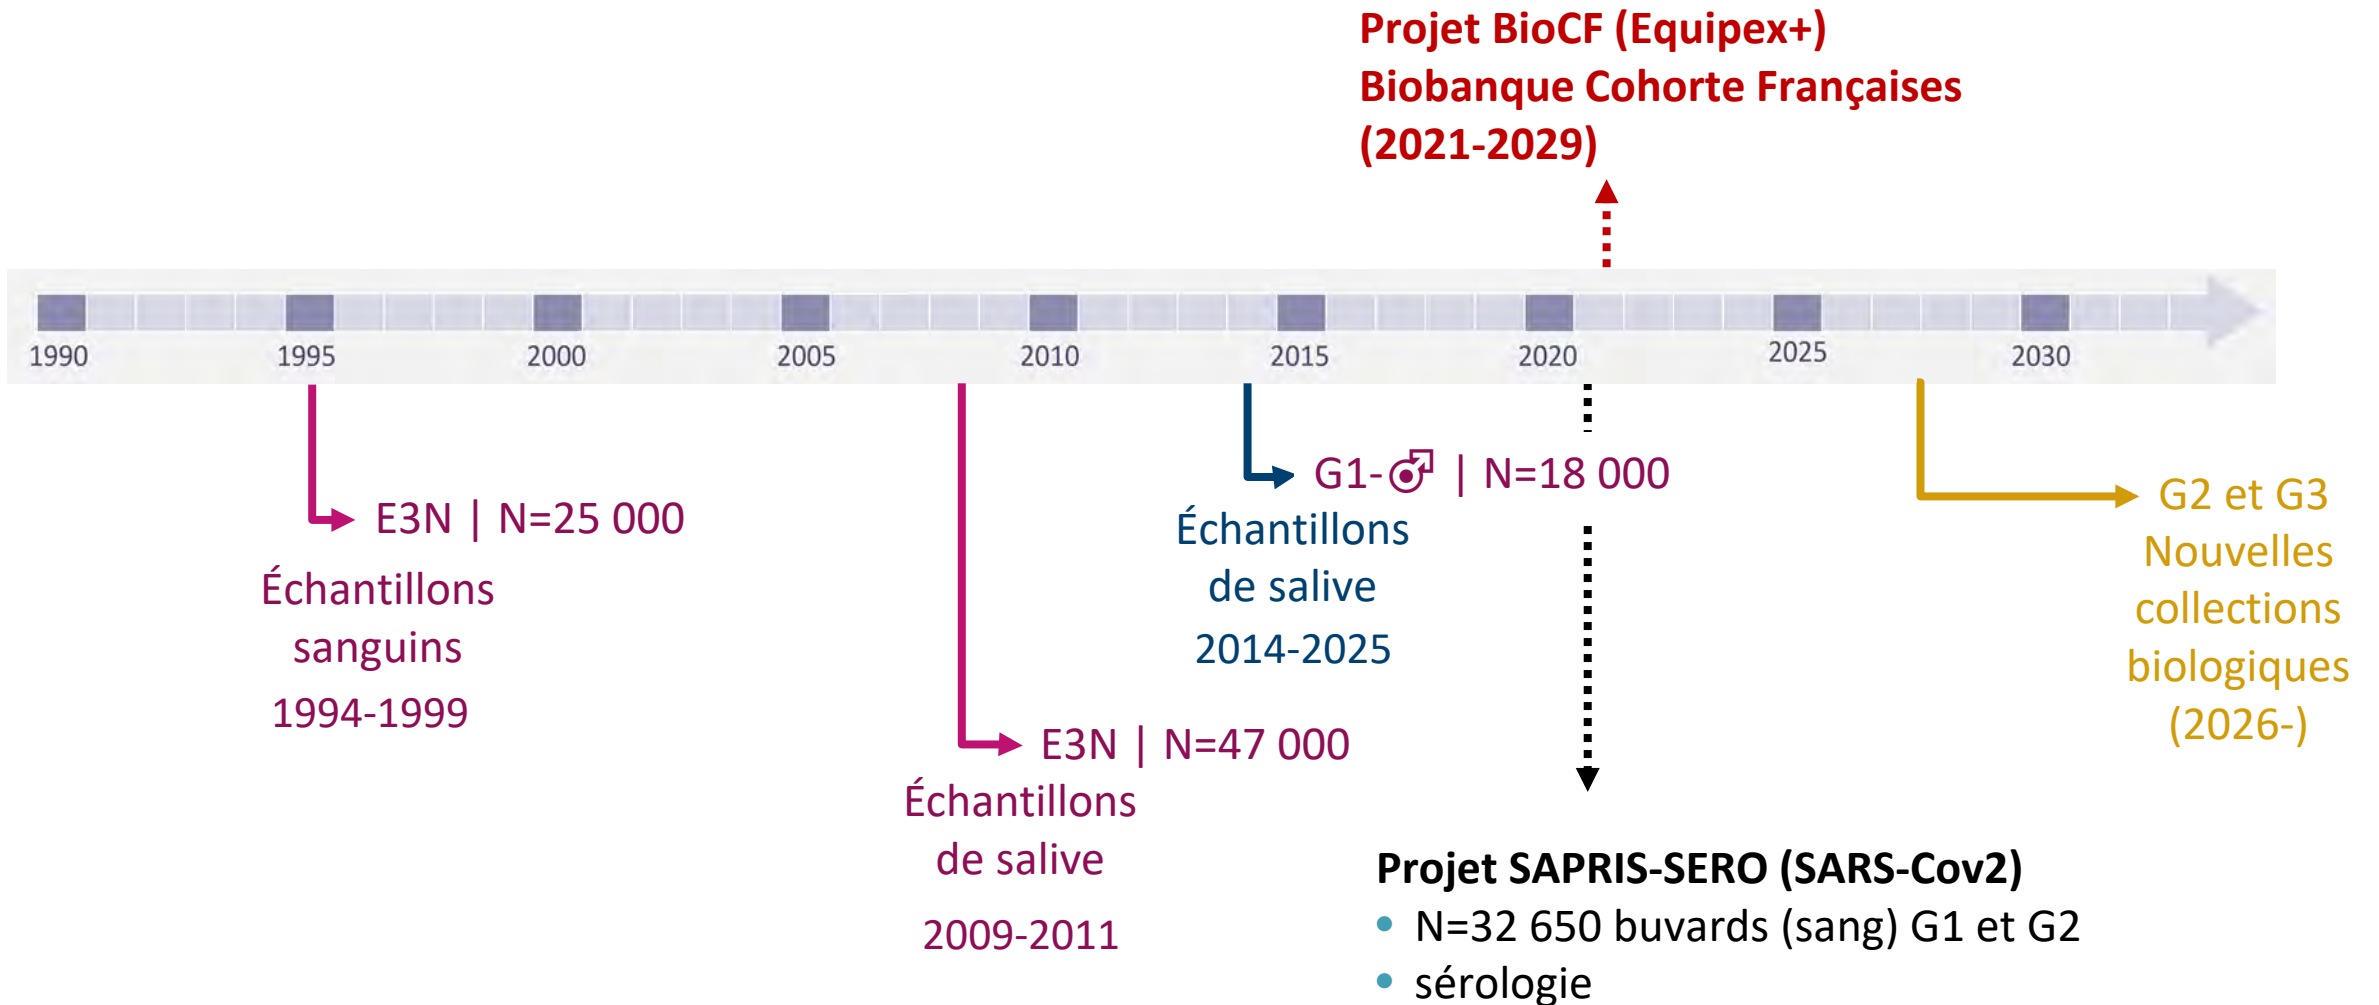 Projet BioCF (Equipex+)
Biobanque Cohorte Françaises
(2021-2029)
1990 1995 2000 2005 2010 2015 2020 2025 2030
E3N | N=25 000
Échantillons
sanguins
1994-1999
E3N | N=47 000
Échantillons
de salive
2009-2011
G1-♂ | N=18 000
Échantillons
de salive
2014-2025
Projet SAPRIS-SERO (SARS-Cov2)
• N=32 650 buvards (sang) G1 et G2
• sérologie
G2 et G3
Nouvelles
collections
biologiques
(2026-)